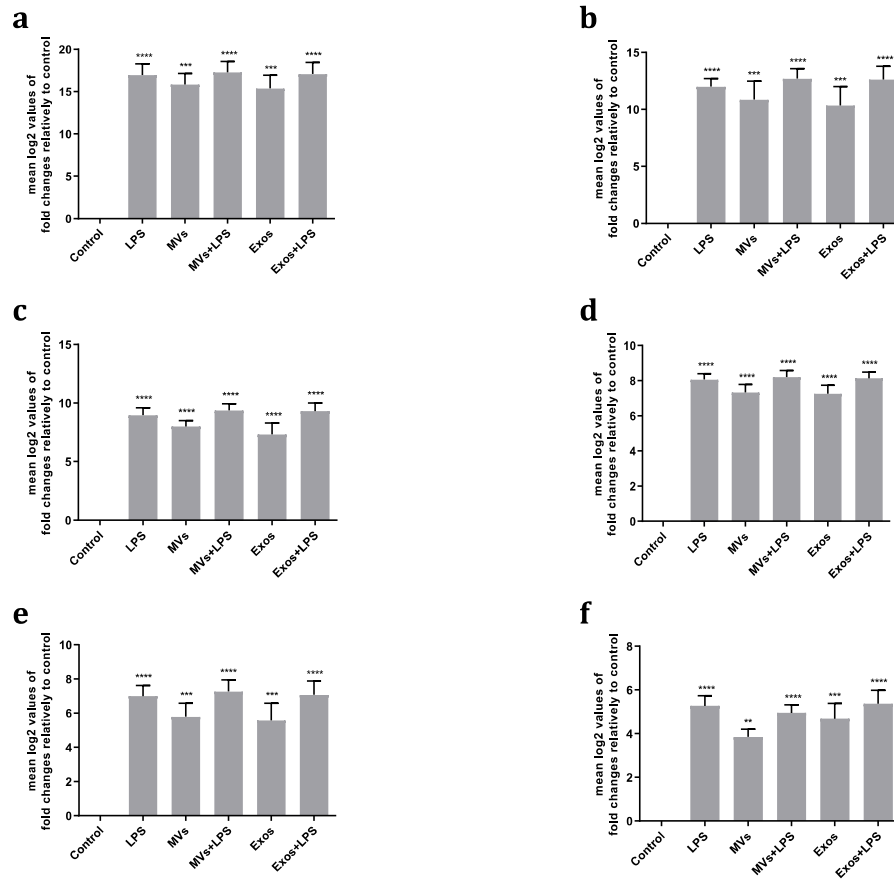 a
mean log2 values of
fold changes relatively to control
20
15
10
5
0
****
***
****
***
****
Control
LPS
MVs
MVs+LPS
Exos
Exos+LPS
b
mean log2 values of
fold changes relatively to control
15
10
5
0
****
***
****
***
****
Control
LPS
MVs
MVs+LPS
Exos
Exos+LPS
c
mean log2 values of
fold changes relatively to control
15
10
5
0
****
****
****
****
****
Control
LPS
MVs
MVs+LPS
Exos
Exos+LPS
d
mean log2 values of
fold changes relatively to control
10
8
6
4
2
0
****
****
****
****
****
Control
LPS
MVs
MVs+LPS
Exos
Exos+LPS
e
mean log2 values of
fold changes relatively to control
10
8
6
4
2
0
****
***
****
***
****
Control
LPS
MVs
MVs+LPS
Exos
Exos+LPS
f
mean log2 values of
fold changes relatively to control
8
6
4
2
0
****
**
****
***
****
Control
LPS
MVs
MVs+LPS
Exos
Exos+LPS